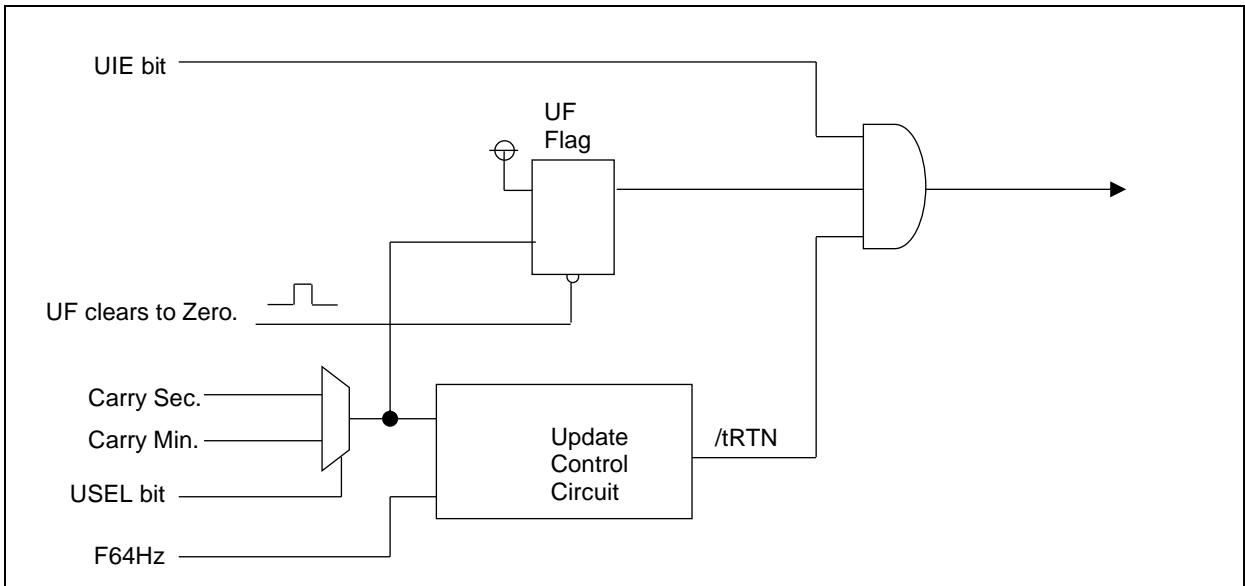 UIE bit
UF
Flag
UF clears to Zero.
Carry Sec.
Carry Min.
USEL bit
F64Hz
Update
Control
Circuit
/tRTN